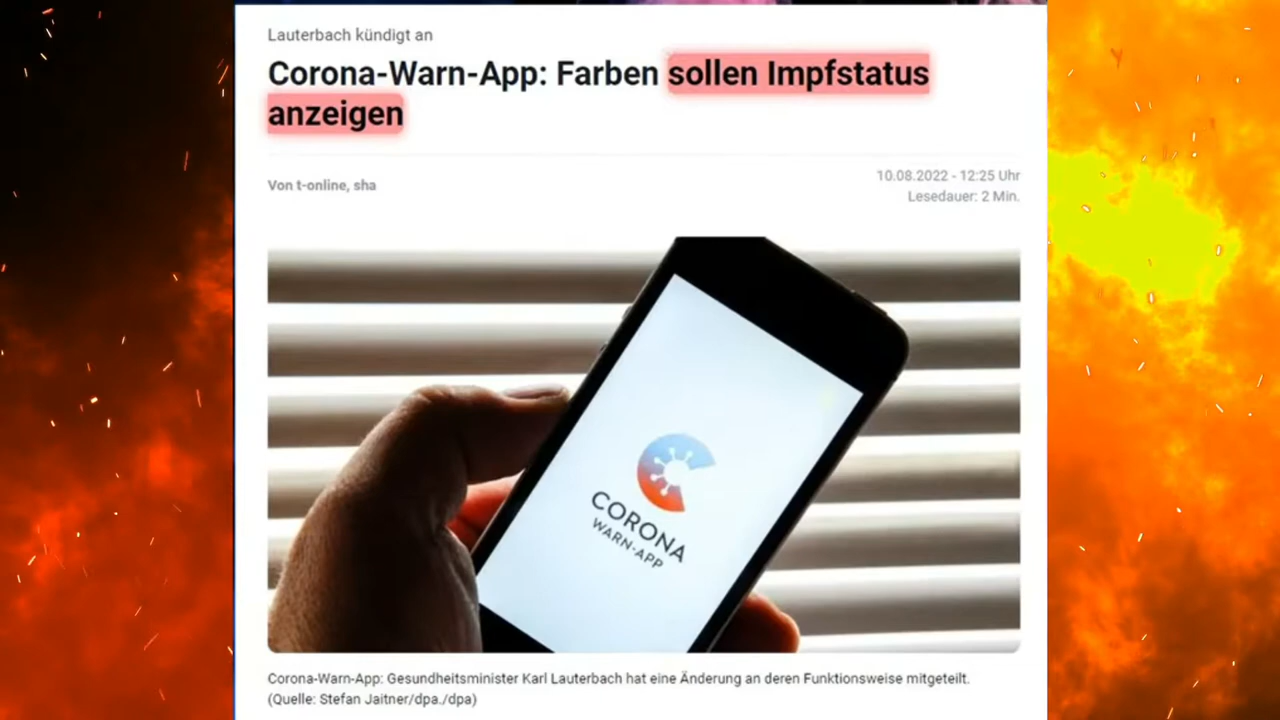 Lauterbach kündigt an
Corona-Warn-App: Farben sollen Impfstatus
anzeigen
Von t-online, sha
10.08.2022 - 12:25 Uhr
Lesedauer: 2 Min.
CORONA
WARN-APP
Corona-Warn-App: Gesundheitsminister Karl Lauterbach hat eine Änderung an deren Funktionsweise mitgeteilt.
(Quelle: Stefan Jaitner/dpa./dpa)